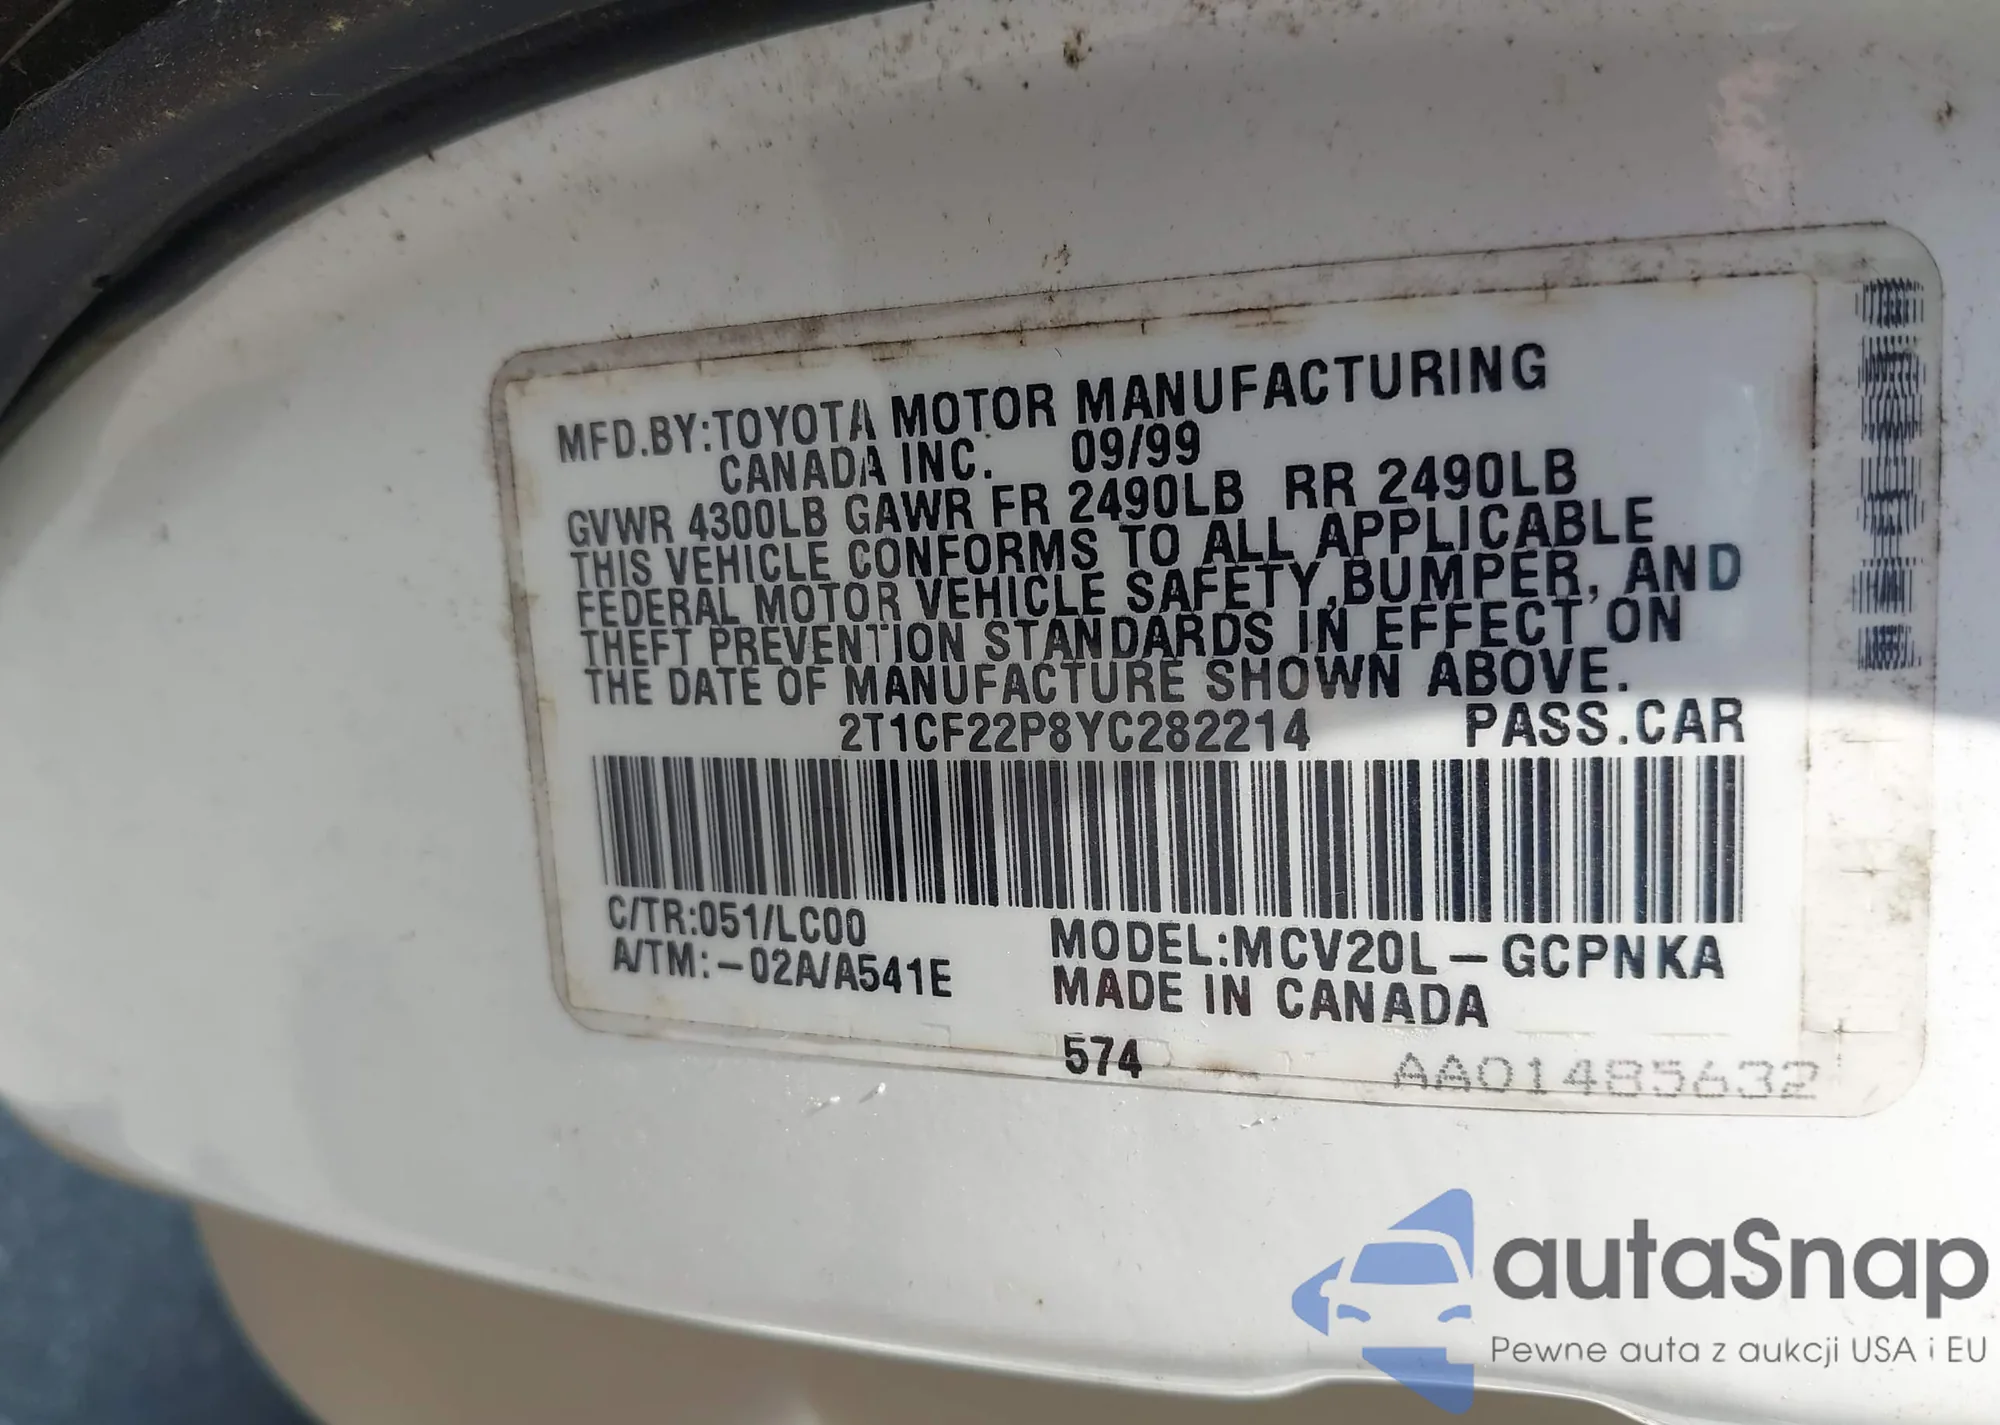 MFD.BY:TOYOTA MOTOR MANUFACTURING
CANADA INC. 09/99
GVWR 4300LB GAWR FR 2490LB RR 2490LB
THIS VEHICLE CONFORMS TO ALL APPLICABLE
FEDERAL MOTOR VEHICLE SAFETY,BUMPER, AND
THEFT PREVENTION STANDARDS IN EFFECT ON
THE DATE OF MANUFACTURE SHOWN ABOVE.
2T1CF22P8YC282214 PASS.CAR
C/TR:051/LC00
A/TM:-02A/A541E
MODEL:MCV20L-GCPNKA
MADE IN CANADA
574
AA01485632
autaSnap
Pewne auta z aukcji USA i EU